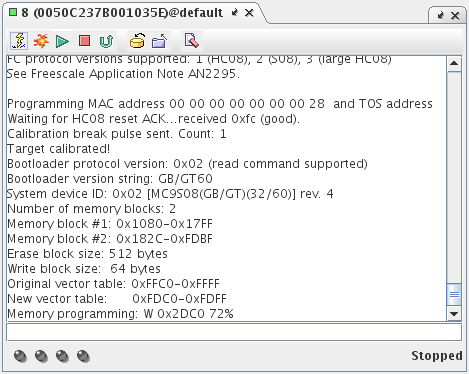 8 (0050C237B001035E)@default
FC protocol versions supported: 1 (HC08), 2 (S08), 3 (large HC08)
See Freescale Application Note AN2295.
Programming MAC address 00 00 00 00 00 00 00 28  and TOS address
Waiting for HC08 reset ACK...received 0xfc (good).
Calibration break pulse sent. Count: 1
Target calibrated!
Bootloader protocol version: 0x02 (read command supported)
Bootloader version string: GB/GT60
System device ID: 0x02 [MC9S08(GB/GT)(32/60)] rev. 4
Number of memory blocks: 2
Memory block #1: 0x1080-0x17FF
Memory block #2: 0x182C-0xFDBF
Erase block size: 512 bytes
Write block size:  64 bytes
Original vector table: 0xFFC0-0xFFFF
New vector table:      0xFDC0-0xFDFF
Memory programming: W 0x2DC0 72%
Stopped